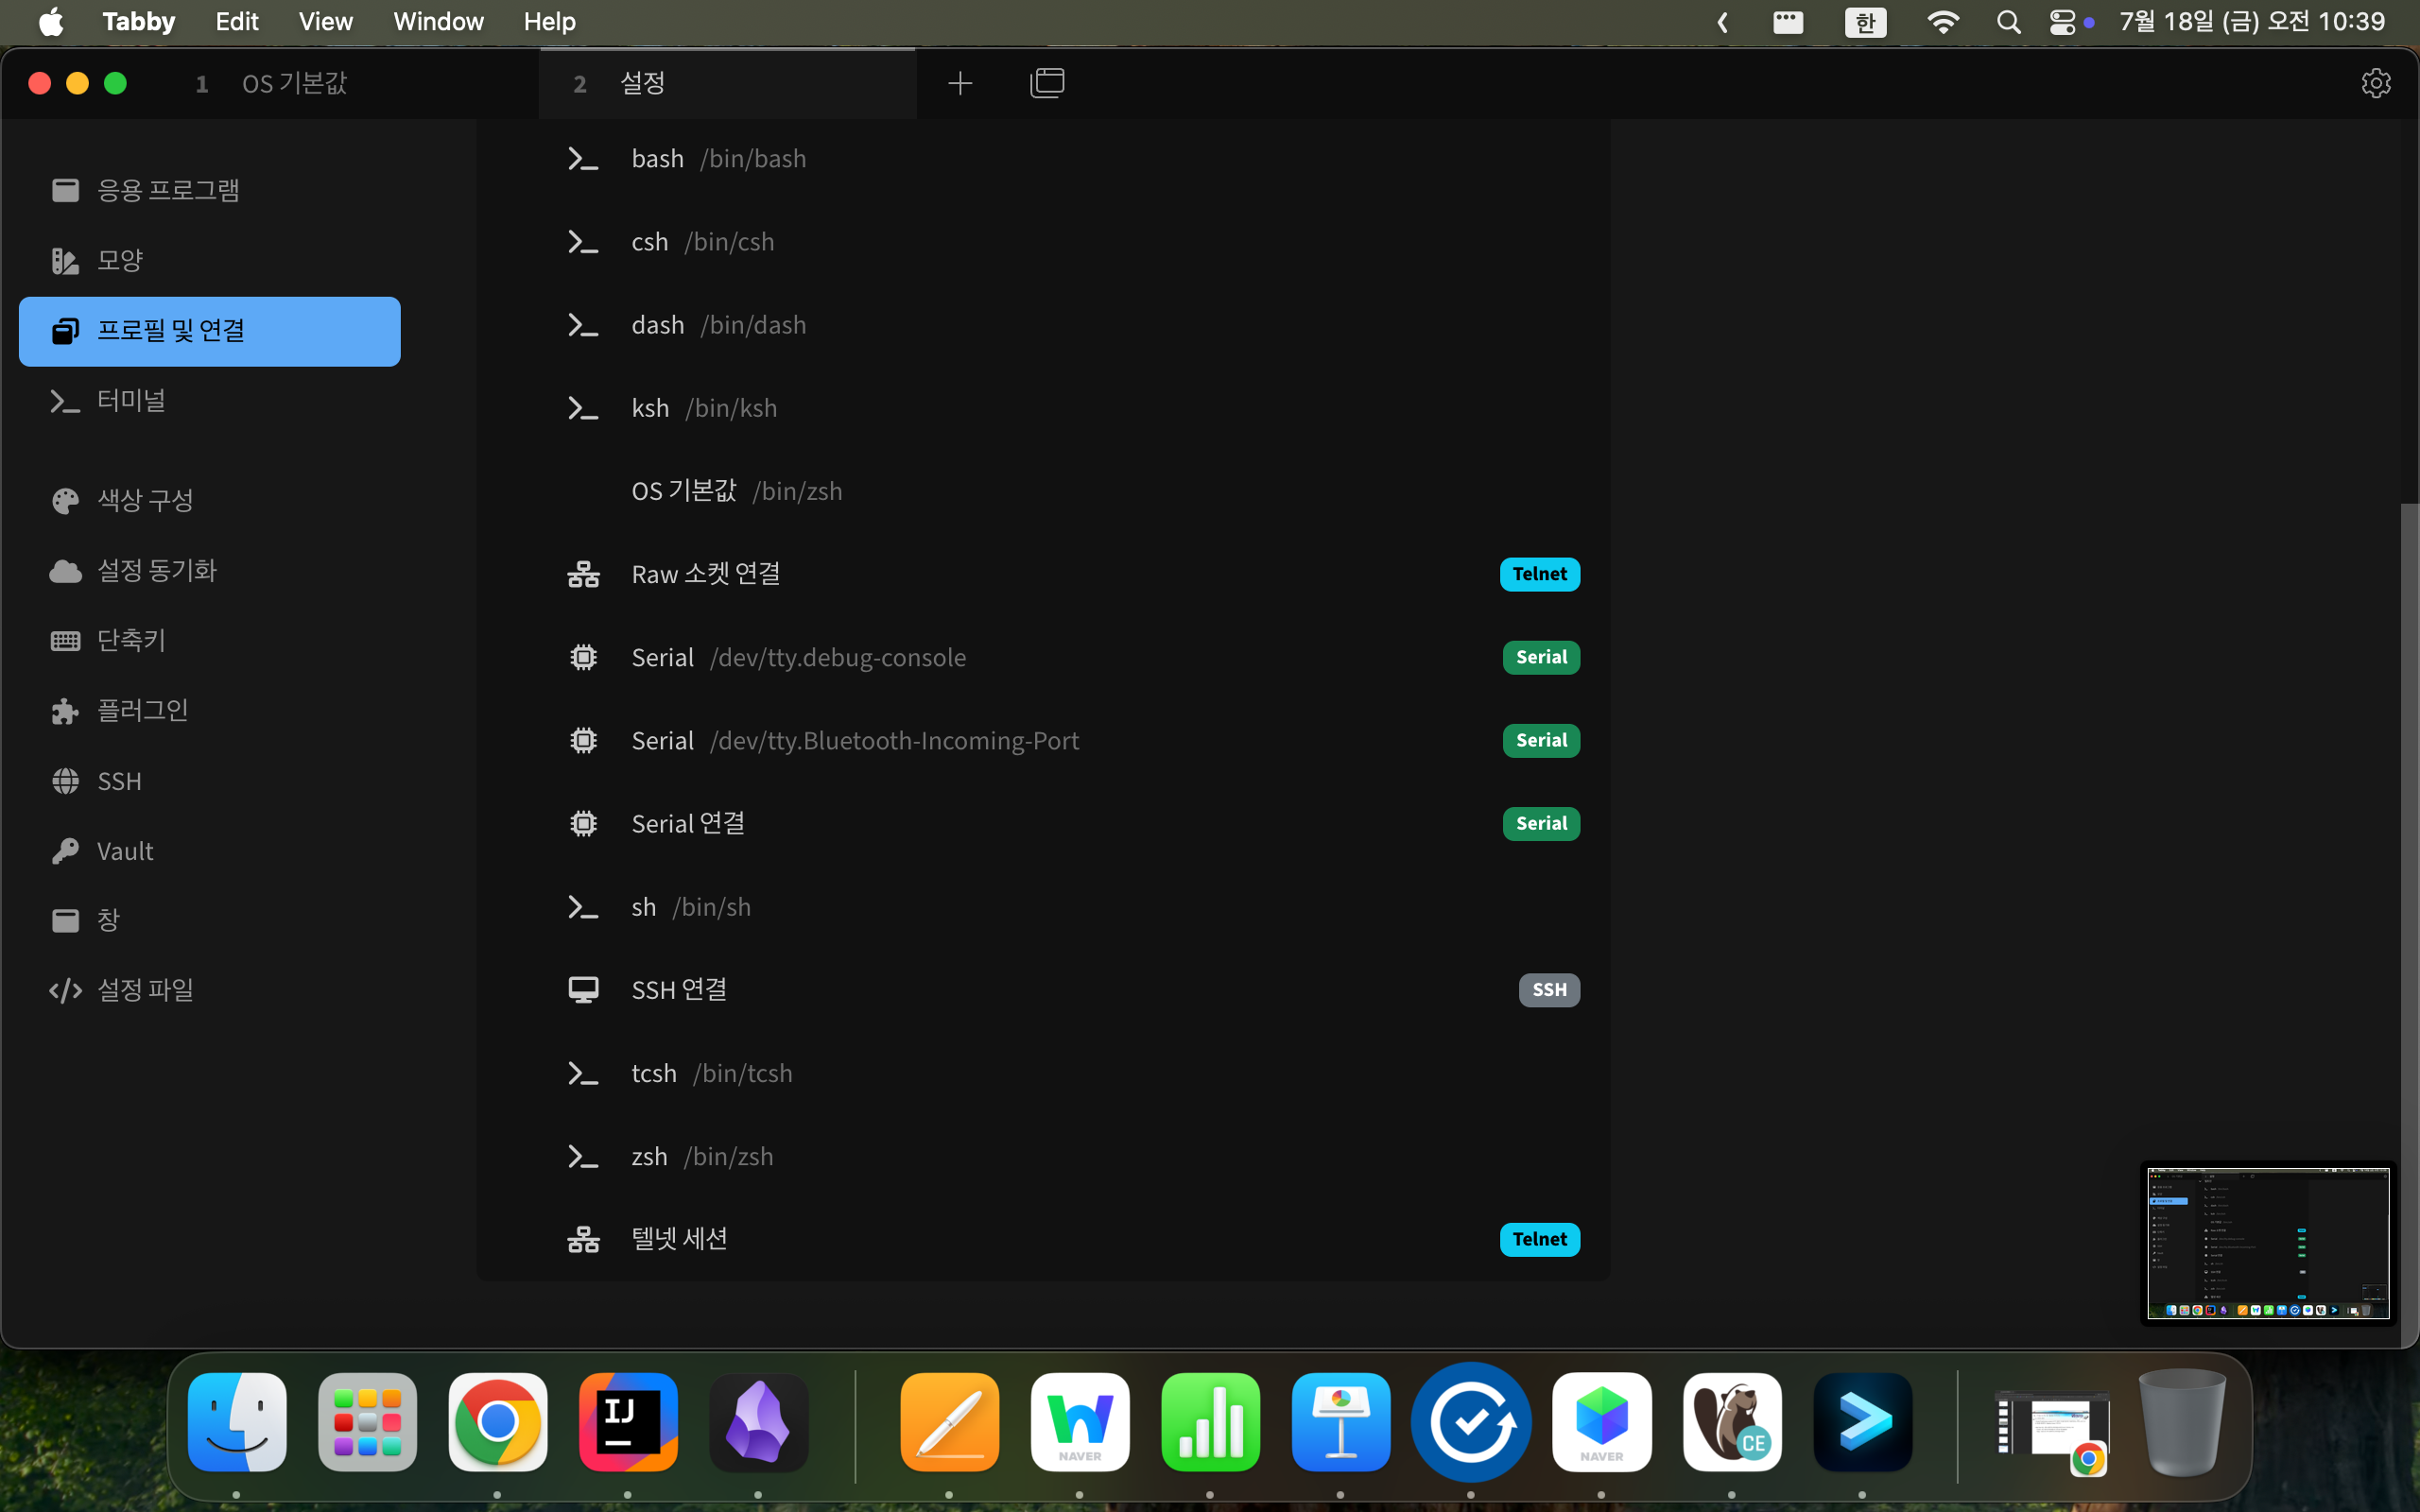 Tabby Edit View Window Help
한 7월 18일 (금) 오전 10:39
1 OS 기본값
2 설정
응용 프로그램
모양
프로필 및 연결
터미널
색상 구성
설정 동기화
단축키
플러그인
SSH
Vault
창
설정 파일
bash /bin/bash
csh /bin/csh
dash /bin/dash
ksh /bin/ksh
OS 기본값 /bin/zsh
Raw 소켓 연결 Telnet
Serial /dev/tty.debug-console Serial
Serial /dev/tty.Bluetooth-Incoming-Port Serial
Serial 연결 Serial
sh /bin/sh
SSH 연결 SSH
tcsh /bin/tcsh
zsh /bin/zsh
텔넷 세션 Telnet
IJ
NAVER
NAVER
CE